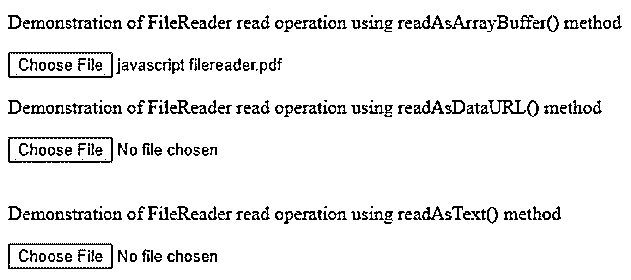 Demonstration of FileReader read operation using readAsArrayBuffer() method
Choose File javascript filereader.pdf
Demonstration of FileReader read operation using readAsDataURL() method
Choose File No file chosen
Demonstration of FileReader read operation using readAsText() method
Choose File No file chosen